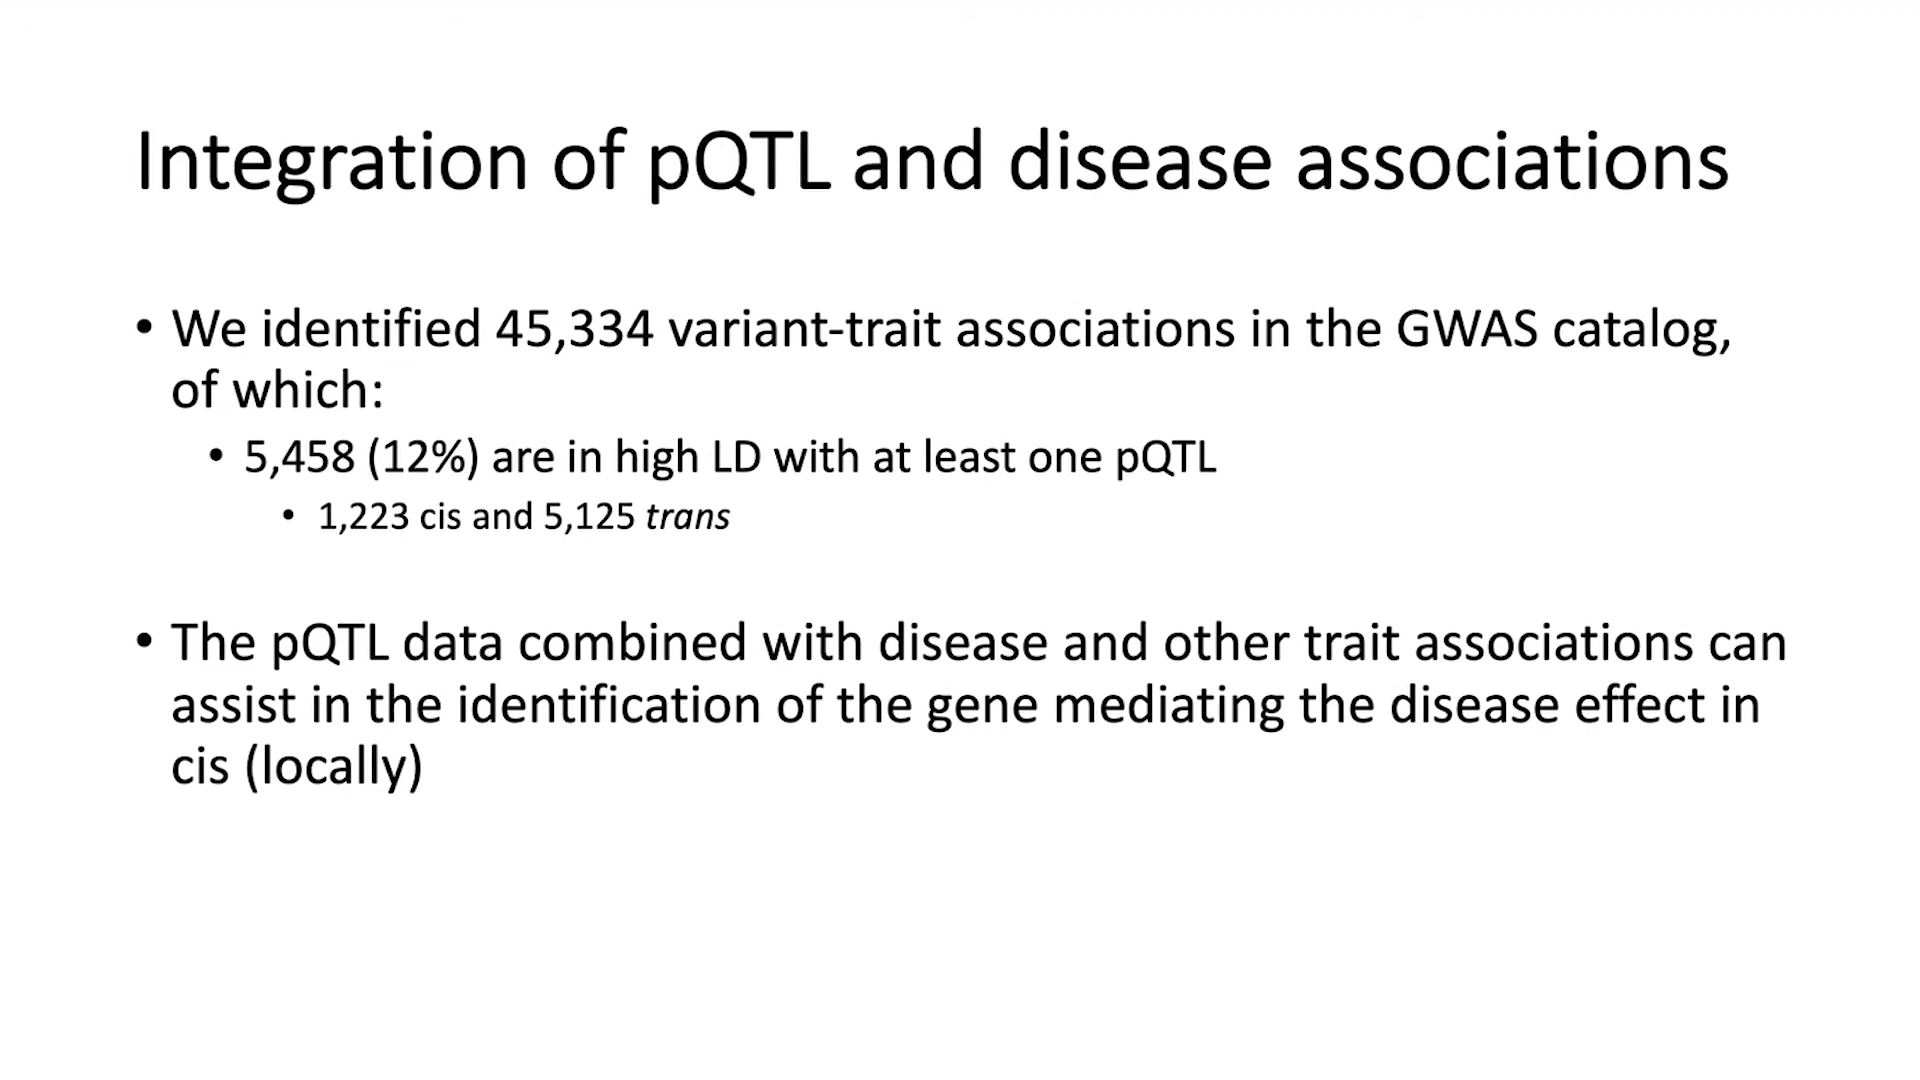 Integration of pQTL and disease associations
• We identified 45,334 variant-trait associations in the GWAS catalog,
of which:
• 5,458 (12%) are in high LD with at least one pQTL
• 1,223 cis and 5,125 trans
• The pQTL data combined with disease and other trait associations can
assist in the identification of the gene mediating the disease effect in
cis (locally)